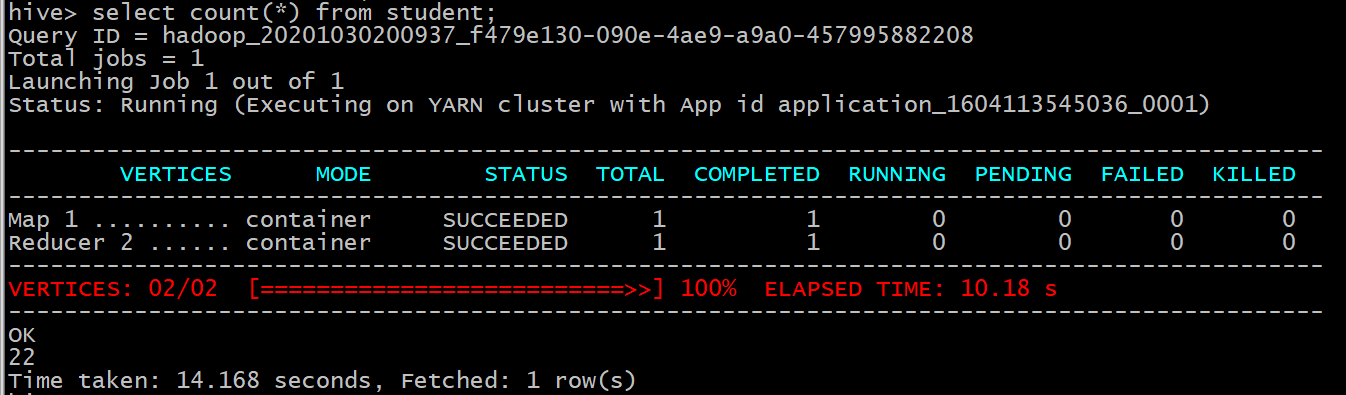 hive> select count(*) from student;
Query ID = hadoop_20201030200937_f479e130-090e-4ae9-a9a0-457995882208
Total jobs = 1
Launching Job 1 out of 1
Status: Running (Executing on YARN cluster with App id application_1604113545036_0001)
----------------------------------------------------------------------------------------------
VERTICES MODE STATUS TOTAL COMPLETED RUNNING PENDING FAILED KILLED
----------------------------------------------------------------------------------------------
Map 1 .......... container SUCCEEDED 1 1 0 0 0 0
Reducer 2 ...... container SUCCEEDED 1 1 0 0 0 0
----------------------------------------------------------------------------------------------
VERTICES: 02/02 [==========================>>] 100% ELAPSED TIME: 10.18 s
----------------------------------------------------------------------------------------------
OK
22
Time taken: 14.168 seconds, Fetched: 1 row(s)